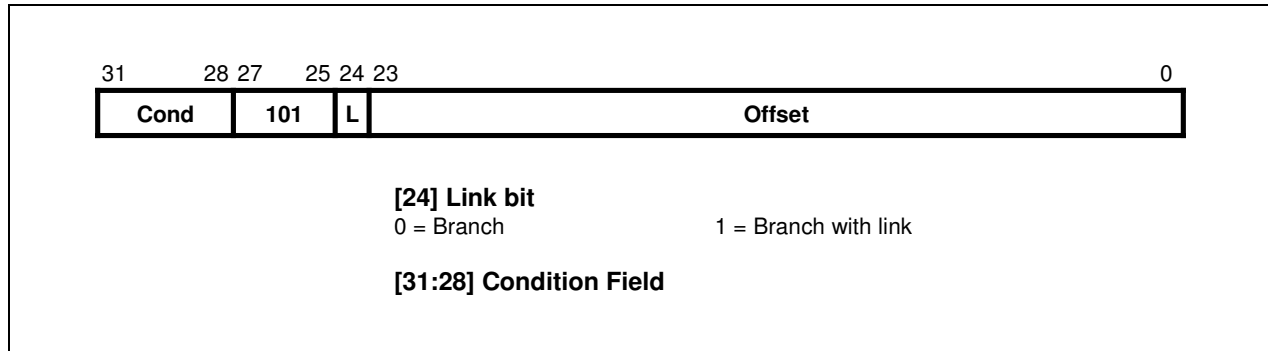 31 28 27 25 24 23 0
Cond 101 L Offset
[24] Link bit
0 = Branch 1 = Branch with link
[31:28] Condition Field